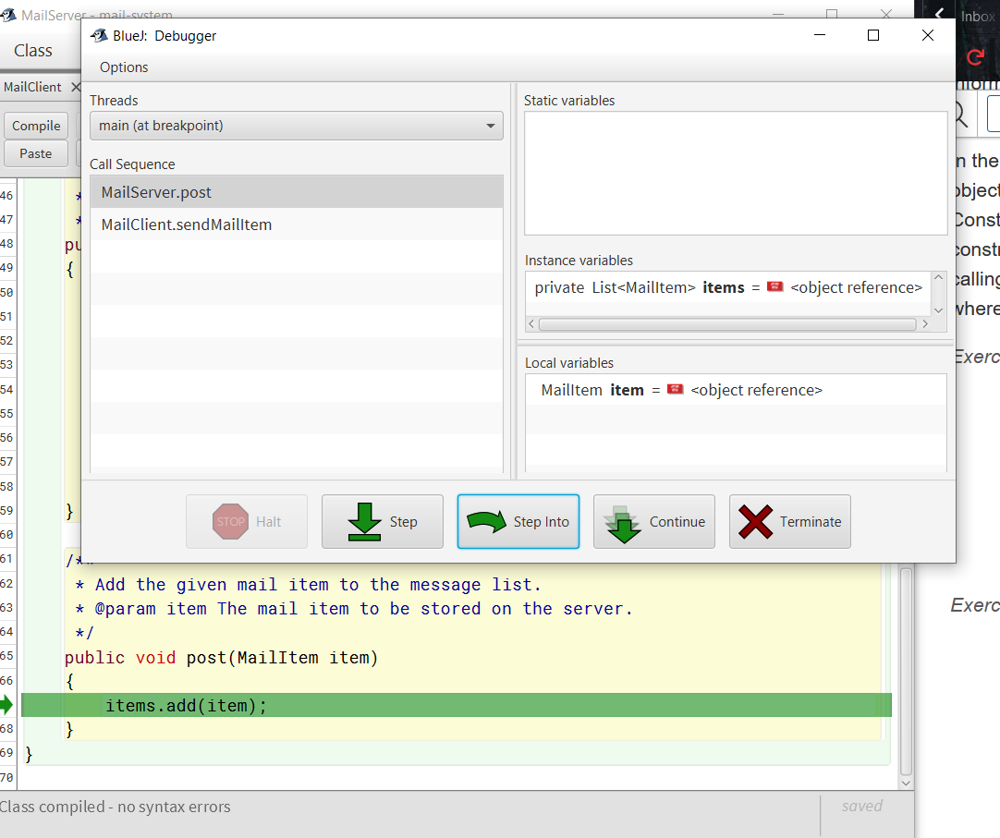 MailServer - mail-system
Inbox
BlueJ: Debugger
Class
Options
MailClient
Compile
Paste
Threads
main (at breakpoint)
Call Sequence
MailServer.post
MailClient.sendMailItem
Static variables
Instance variables
private List<MailItem> items = <object reference>
Local variables
MailItem item = <object reference>
STOP Halt
Step
Step Into
Continue
Terminate
46 *
47 *
48 pu
49 {
50
51
52
53
54
55
56
57
58
59 }
60
61 /**
62 * Add the given mail item to the message list.
63 * @param item The mail item to be stored on the server.
64 */
65 public void post(MailItem item)
66 {
items.add(item);
68 }
69 }
70
Class compiled - no syntax errors
saved
n the
object
Const
constr
calling
where
Exerc
Exerc